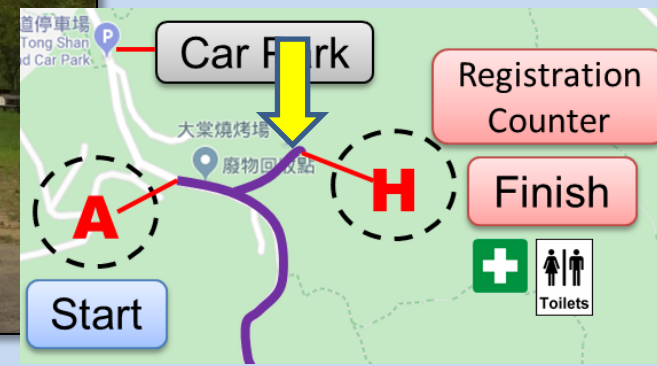 道停車場
Tong Shan
d Car Park
P
Car Park
Registration
Counter
大棠燒烤場
廢物回收點
A
H
Finish
Start
Toilets